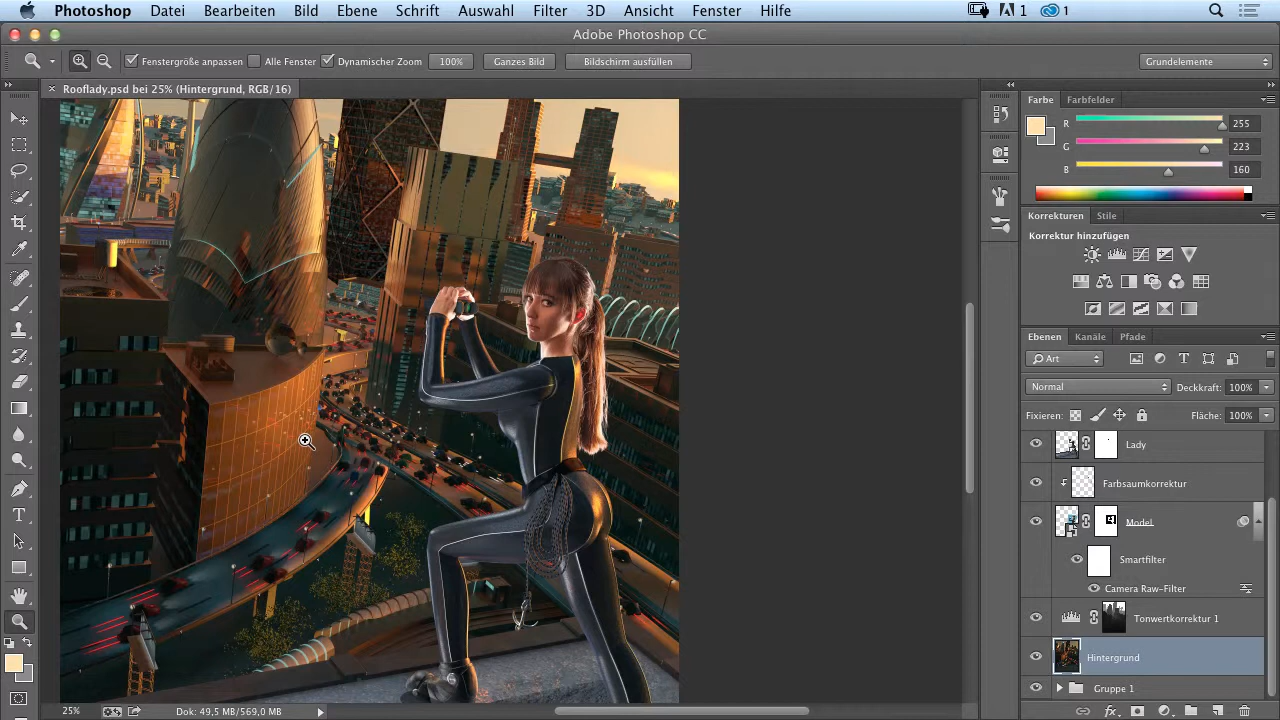 Photoshop Datei Bearbeiten Bild Ebene Schrift Auswahl Filter 3D Ansicht Fenster Hilfe 1 1
Adobe Photoshop CC
Fenstergröße anpassen Alle Fenster Dynamischer Zoom 100% Ganzes Bild Bildschirm ausfüllen Grundelemente
Rooflady.psd bei 25% (Hintergrund, RGB/16)
Farbe Farbfelder
R 255
G 223
B 160
Korrekturen Stile
Korrektur hinzufügen
Ebenen Kanäle Pfade
Art
Normal Deckkraft: 100%
Fixieren: Fläche: 100%
Lady
Farbsaumkorrektur
Model
Smartfilter
Camera Raw-Filter
Tonwertkorrektur 1
Hintergrund
Gruppe 1
25% Dok: 49,5 MB/569,0 MB
fx